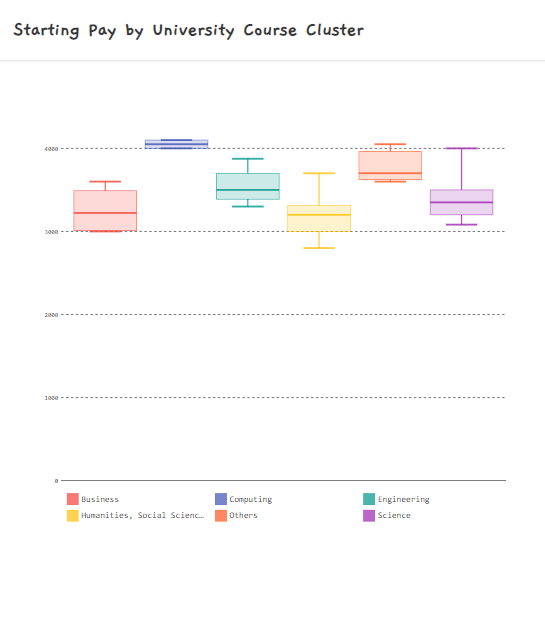 Starting Pay by University Course Cluster
4000
3000
2000
1000
0
Business Computing Engineering
Humanities, Social Scienc… Others Science